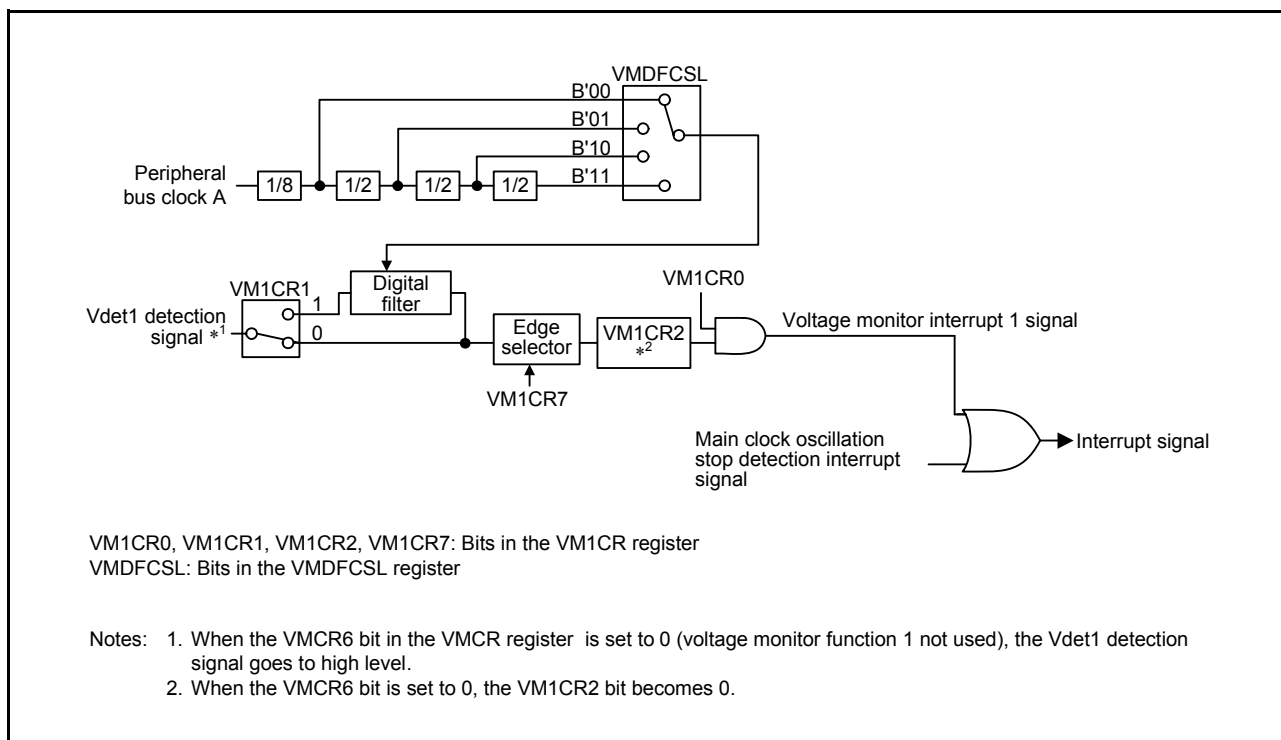 VMDFCSL
B'00
B'01
B'10
B'11
Peripheral
bus clock A
1/8
1/2
1/2
1/2
VM1CR1
1
0
Digital
filter
Vdet1 detection
signal *1
Edge
selector
VM1CR7
VM1CR2
*2
VM1CR0
Voltage monitor interrupt 1 signal
Main clock oscillation
stop detection interrupt
signal
Interrupt signal
VM1CR0, VM1CR1, VM1CR2, VM1CR7: Bits in the VM1CR register
VMDFCSL: Bits in the VMDFCSL register
Notes: 1. When the VMCR6 bit in the VMCR register is set to 0 (voltage monitor function 1 not used), the Vdet1 detection
signal goes to high level.
2. When the VMCR6 bit is set to 0, the VM1CR2 bit becomes 0.